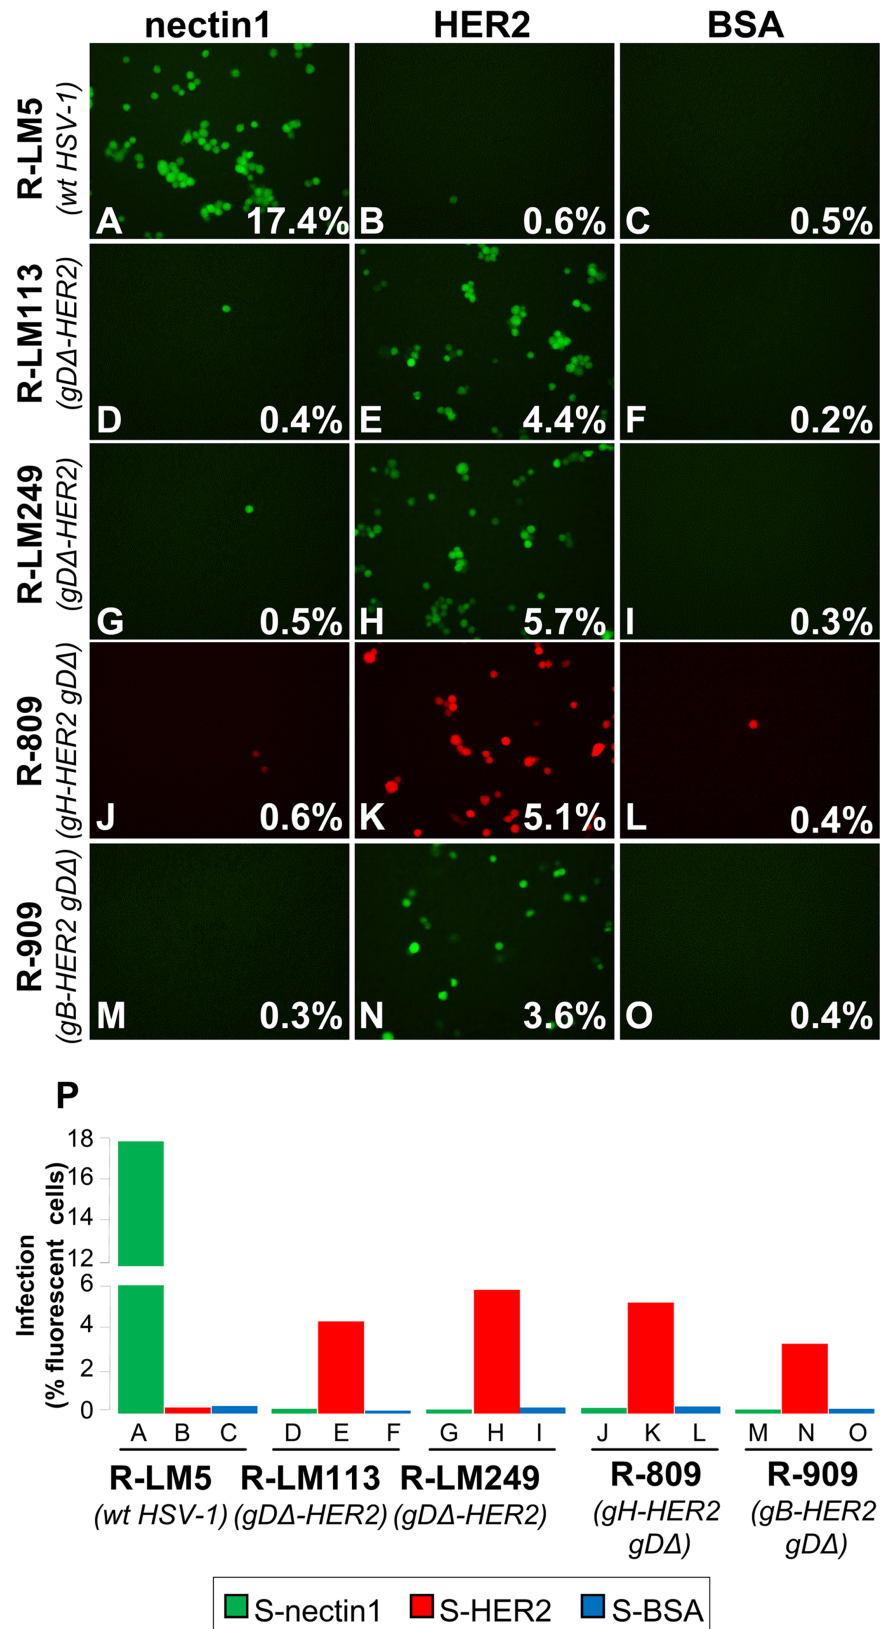 nectin1 HER2 BSA
R-LM5
(wt HSV-1)
A 17.4% B 0.6% C 0.5%
R-LM113
(gDΔ-HER2)
D 0.4% E 4.4% F 0.2%
R-LM249
(gDΔ-HER2)
G 0.5% H 5.7% I 0.3%
R-809
(gH-HER2 gDΔ)
J 0.6% K 5.1% L 0.4%
R-909
(gB-HER2 gDΔ)
M 0.3% N 3.6% O 0.4%
P
Infection
(% fluorescent cells)
18
16
14
12
6
4
2
0
A B C D E F G H I J K L M N O
R-LM5 R-LM113 R-LM249 R-809 R-909
(wt HSV-1) (gDΔ-HER2) (gDΔ-HER2) (gH-HER2 (gB-HER2
gDΔ) gDΔ)
S-nectin1 S-HER2 S-BSA